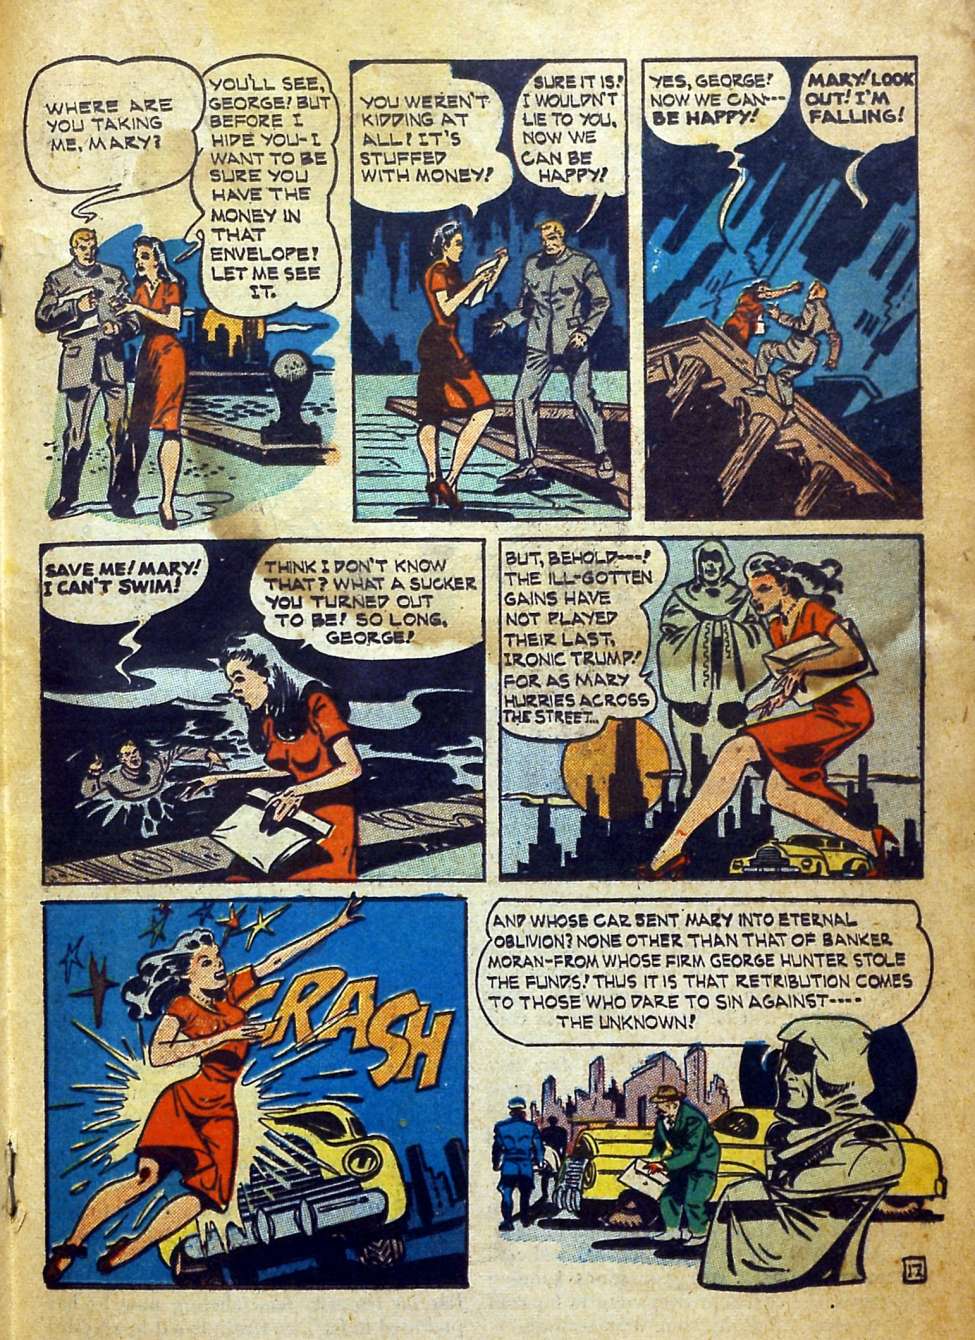 WHERE ARE
YOU TAKING
ME, MARY?
YOU'LL SEE,
GEORGE! BUT
BEFORE I
HIDE YOU-I
WANT TO BE
SURE YOU
HAVE THE
MONEY IN
THAT
ENVELOPE!
LET ME SEE
IT.
YOU WEREN'T
KIDDING AT
ALL! IT'S
STUFFED
WITH MONEY!
SURE IT IS!
I WOULDN'T
LIE TO YOU,
NOW WE
CAN BE
HAPPY!
YES, GEORGE!
NOW WE CAN---
BE HAPPY!
MARY! LOOK
OUT! I'M
FALLING!
SAVE ME! MARY!
I CAN'T SWIM!
THINK I DON'T KNOW
THAT? WHAT A SUCKER
YOU TURNED OUT
TO BE! SO LONG,
GEORGE!
BUT, BEHOLD---!
THE ILL-GOTTEN
GAINS HAVE
NOT PLAYED
THEIR LAST,
IRONIC TRUMP!
FOR AS MARY
HURRIES ACROSS
THE STREET...
CRASH
AND WHOSE CAR SENT MARY INTO ETERNAL
OBLIVION? NONE OTHER THAN THAT OF BANKER
MORAN-FROM WHOSE FIRM GEORGE HUNTER STOLE
THE FUNDS! THUS IT IS THAT RETRIBUTION COMES
TO THOSE WHO DARE TO SIN AGAINST----
THE UNKNOWN!
12